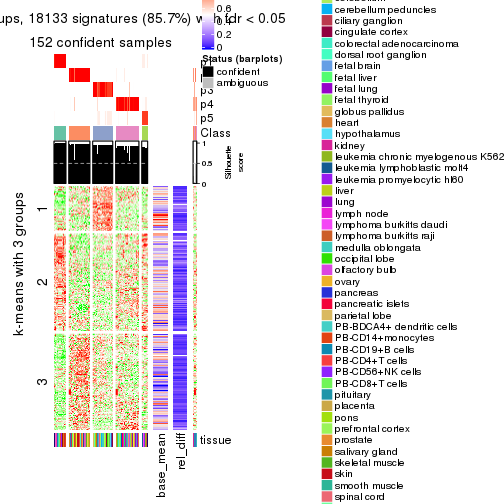 ups, 18133 signatures (85.7%) with fdr < 0.05
152 confident samples
p4
p5
Class
1
0.5
0
Silhouette
score
k-means with 3 groups
1
2
3
tissue
base_mean
rel_diff
0.6
0.4
0.2
0
Status (barplots)
confident
ambiguous
cerebellum peduncles
ciliary ganglion
cingulate cortex
colorectal adenocarcinoma
dorsal root ganglion
fetal brain
fetal liver
fetal lung
fetal thyroid
globus pallidus
heart
hypothalamus
kidney
leukemia chronic myelogenous K562
leukemia lymphoblastic molt4
leukemia promyelocytic hl60
liver
lung
lymph node
lymphoma burkitts daudi
lymphoma burkitts raji
medulla oblongata
occipital lobe
olfactory bulb
ovary
pancreas
pancreatic islets
parietal lobe
PB-BDCA4+ dendritic cells
PB-CD14+monocytes
PB-CD19+B cells
PB-CD4+T cells
PB-CD56+NK cells
PB-CD8+T cells
pituitary
placenta
pons
prefrontal cortex
prostate
salivary gland
skeletal muscle
skin
smooth muscle
spinal cord